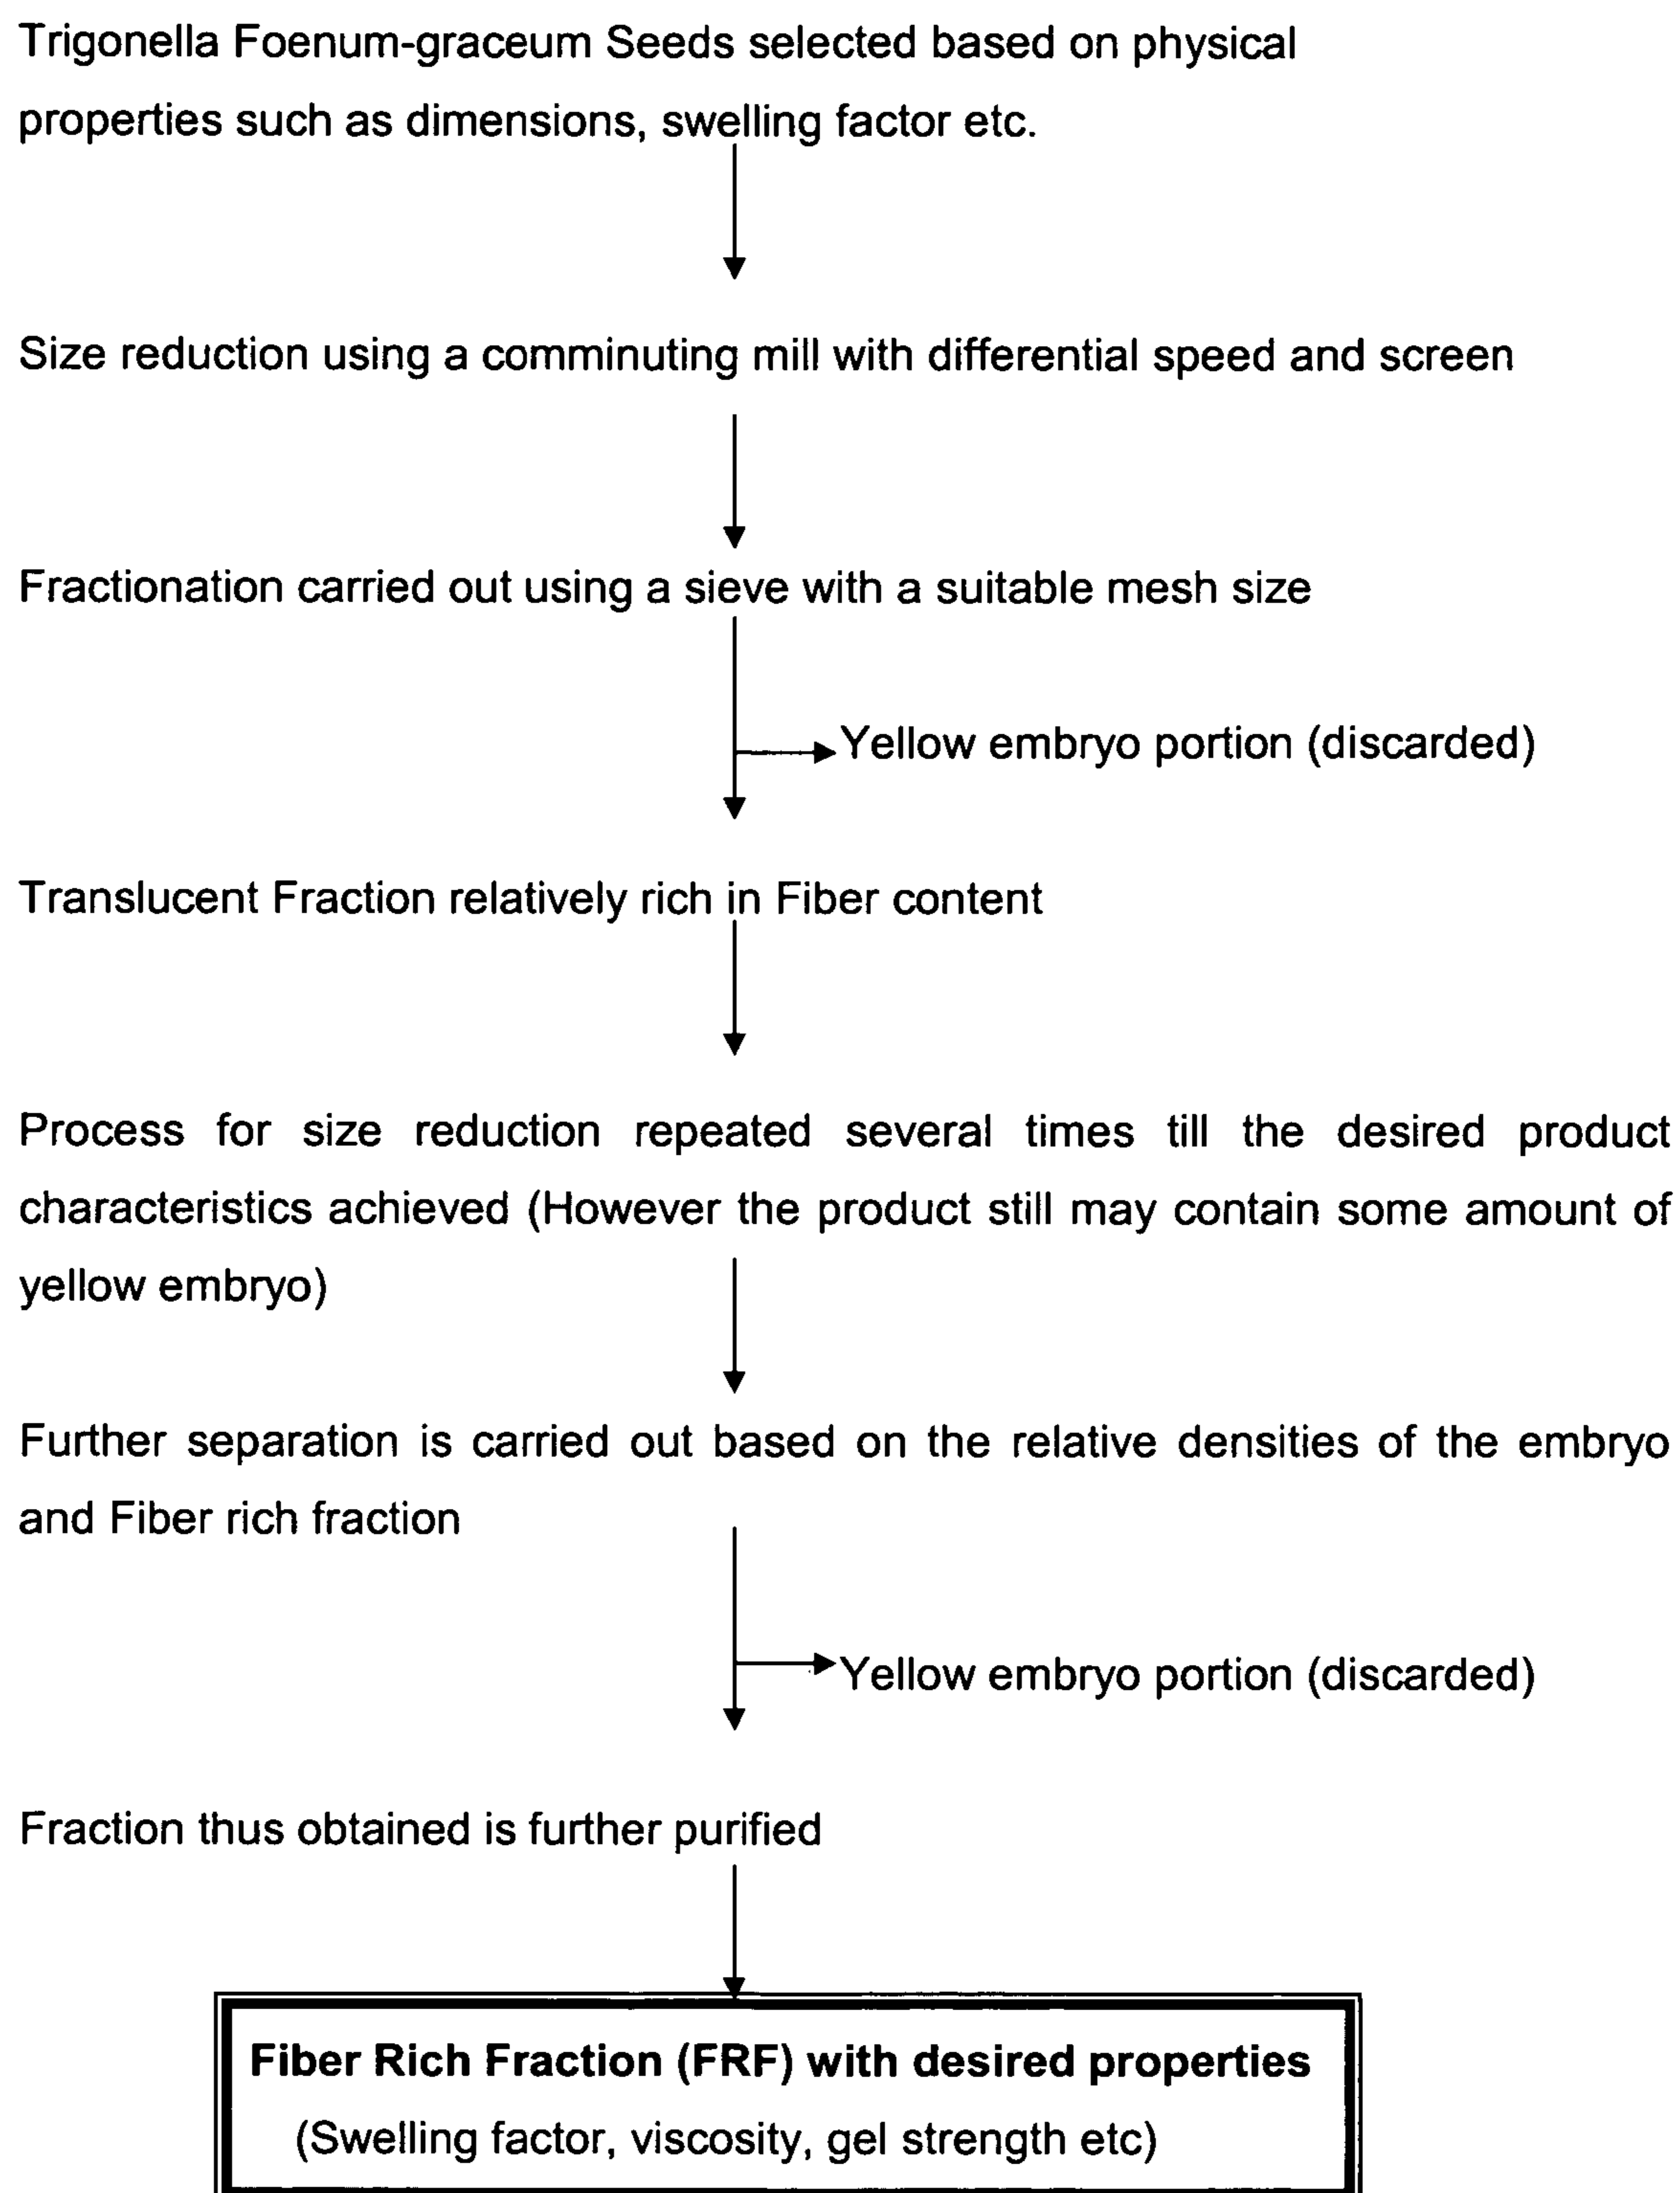 Trigonella Foenum-graceum Seeds selected based on physical
properties such as dimensions, swelling factor etc.
Size reduction using a comminuting mill with differential speed and screen
Fractionation carried out using a sieve with a suitable mesh size
Yellow embryo portion (discarded)
Translucent Fraction relatively rich in Fiber content
Process for size reduction repeated several times till the desired product
characteristics achieved (However the product still may contain some amount of
yellow embryo)
Further separation is carried out based on the relative densities of the embryo
and Fiber rich fraction
Yellow embryo portion (discarded)
Fraction thus obtained is further purified
Fiber Rich Fraction (FRF) with desired properties
(Swelling factor, viscosity, gel strength etc)